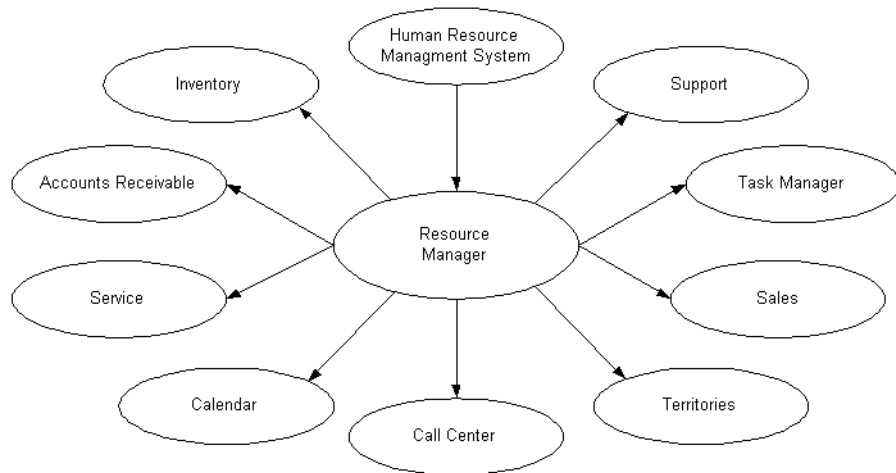 Human Resource
Managment System
Inventory
Support
Accounts Receivable
Task Manager
Resource
Manager
Service
Sales
Calendar
Territories
Call Center